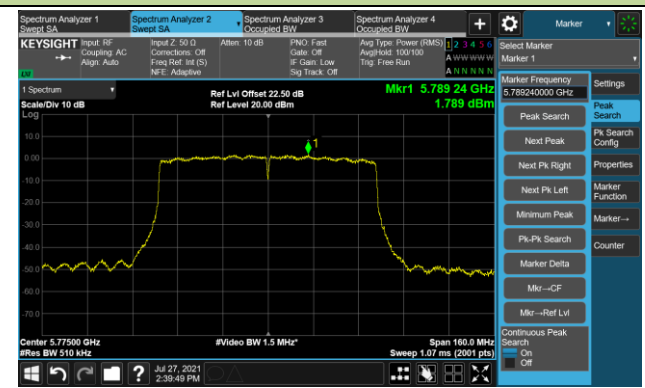 Spectrum Analyzer 1
Swept SA
Spectrum Analyzer 2
Swept SA
Spectrum Analyzer 3
Occupied BW
Spectrum Analyzer 4
Occupied BW
+
Marker
KEYSIGHT
Input: RF
Coupling: AC
Align: Auto
Input Z: 50 Ω
Corrections: Off
Freq Ref: Int (S)
NFE: Adaptive
Atten: 10 dB
PNO: Fast
Gate: Off
IF Gain: Low
Sig Track: Off
Avg Type: Power (RMS)
Avg|Hold: 100/100
Trig: Free Run
1 2 3 4 5 6
A W W W W W
A N N N N N
Select Marker
Marker 1
1 Spectrum
Scale/Div 10 dB
Log
Ref Lvl Offset 22.50 dB
Ref Level 20.00 dBm
Mkr1 5.789 24 GHz
1.789 dBm
10.0
0.00
-10.0
-20.0
-30.0
-40.0
-50.0
-60.0
-70.0
1
Center 5.77500 GHz
#Res BW 510 kHz
#Video BW 1.5 MHz*
Span 160.0 MHz
Sweep 1.07 ms (2001 pts)
Marker Frequency
5.789240000 GHz
Peak Search
Next Peak
Next Pk Right
Next Pk Left
Minimum Peak
Pk-Pk Search
Marker Delta
Mkr→CF
Mkr→Ref Lvl
Continuous Peak
Search
On
Off
Settings
Peak
Search
Pk Search
Config
Properties
Marker
Function
Marker→
Counter
?
Jul 27, 2021
2:39:49 PM